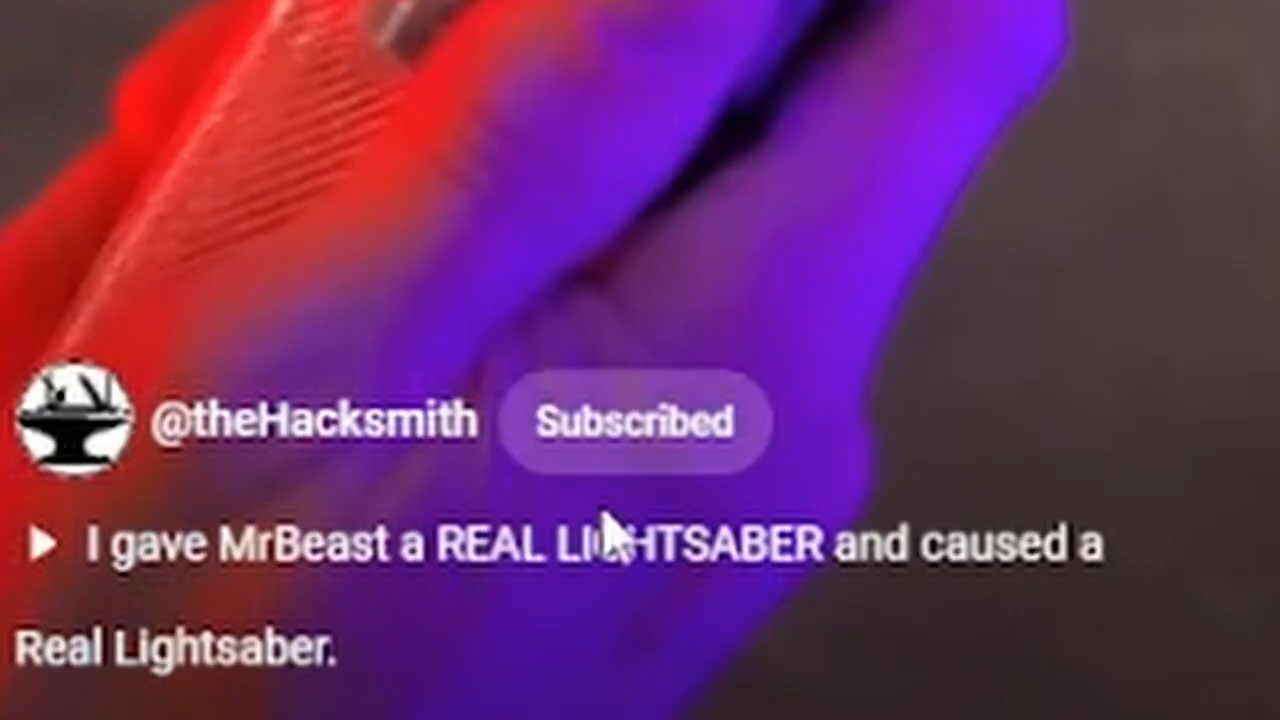 @theHacksmith Subscribed
I gave MrBeast a REAL LIGHTSABER and caused a
Real Lightsaber.